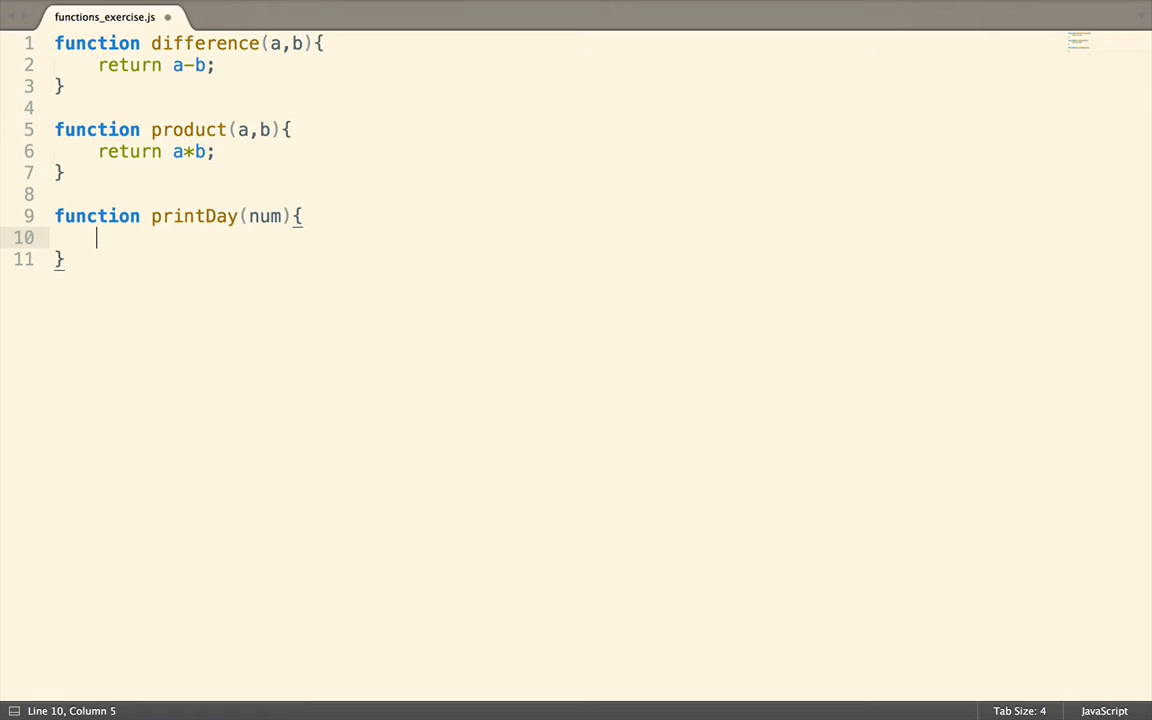 functions_exercise.js
1 function difference(a,b){
2     return a-b;
3 }
4
5 function product(a,b){
6     return a*b;
7 }
8
9 function printDay(num){
10
11 }
Line 10, Column 5 Tab Size: 4 JavaScript